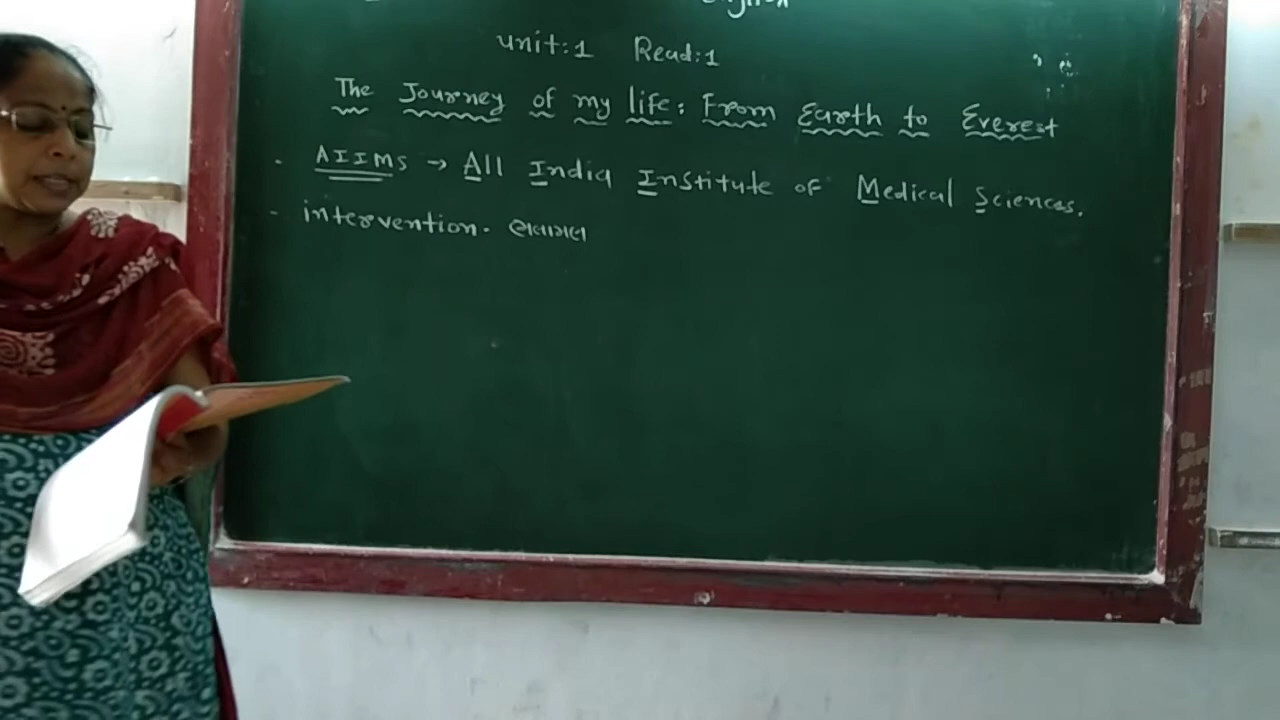 unit:1 Read:1
The Journey of my life: From Earth to Everest
· AIIMS → All India Institute of Medical Sciences.
- intervention.